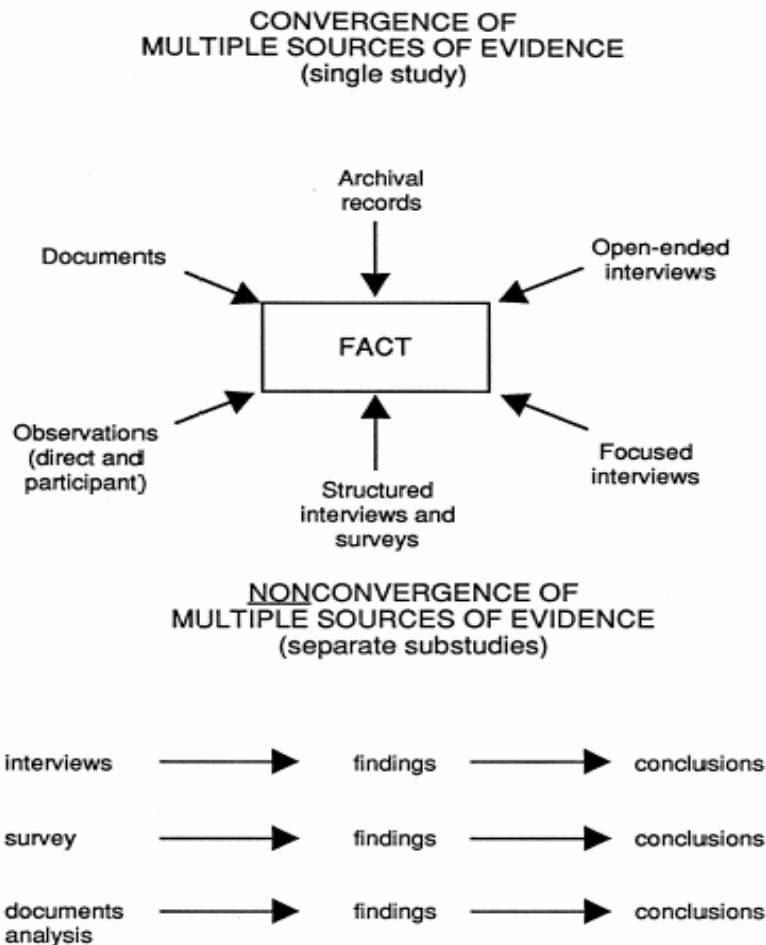 CONVERGENCE OF
MULTIPLE SOURCES OF EVIDENCE
(single study)
Archival
records
Documents
Open-ended
interviews
FACT
Observations
(direct and
participant)
Structured
interviews and
surveys
Focused
interviews
NONCONVERGENCE OF
MULTIPLE SOURCES OF EVIDENCE
(separate substudies)
interviews findings conclusions
survey findings conclusions
documents findings conclusions
analysis